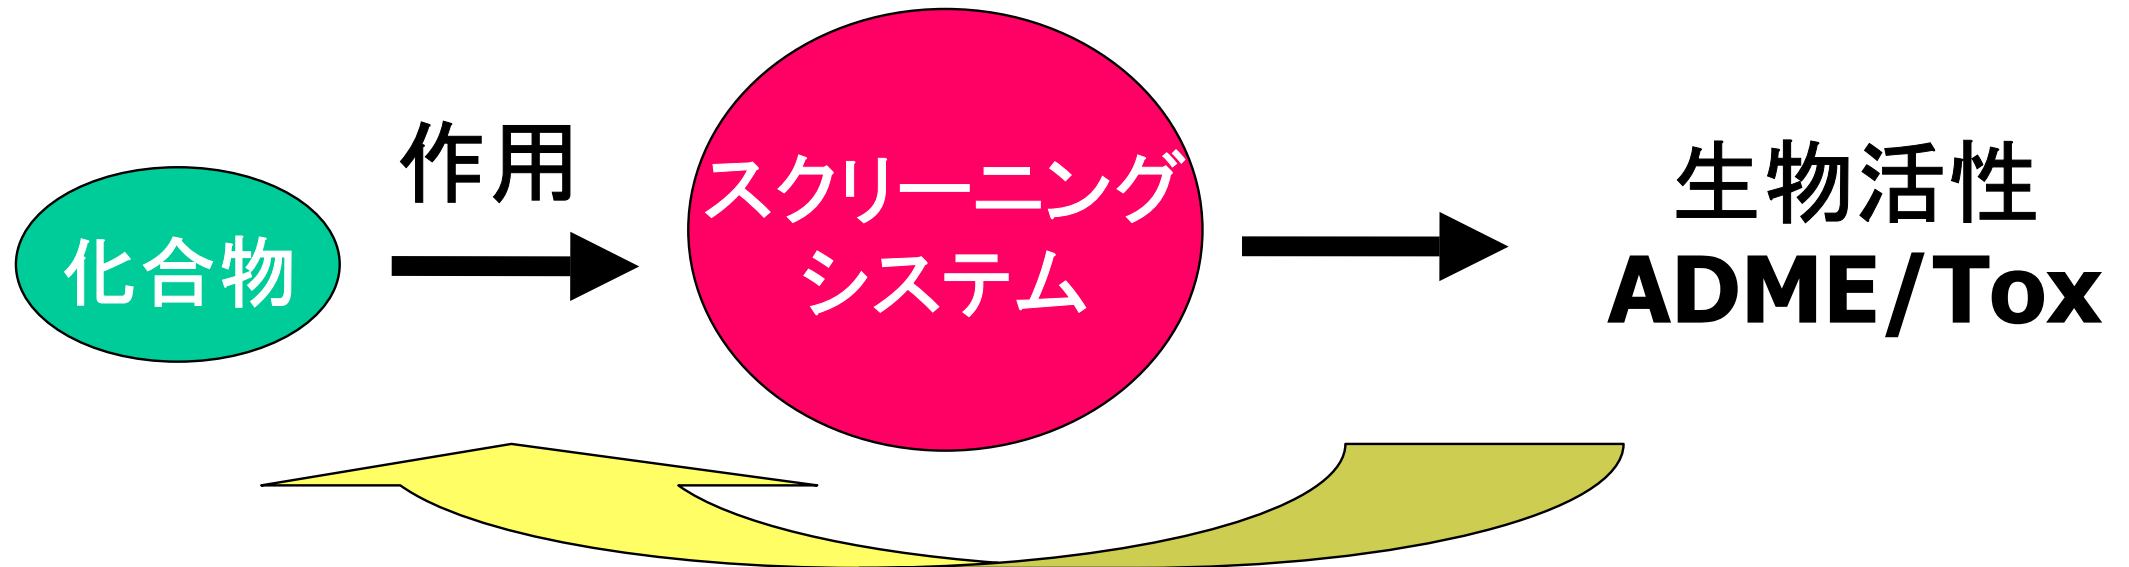 化合物
作用
スクリーニング
システム
生物活性
ADME/Tox